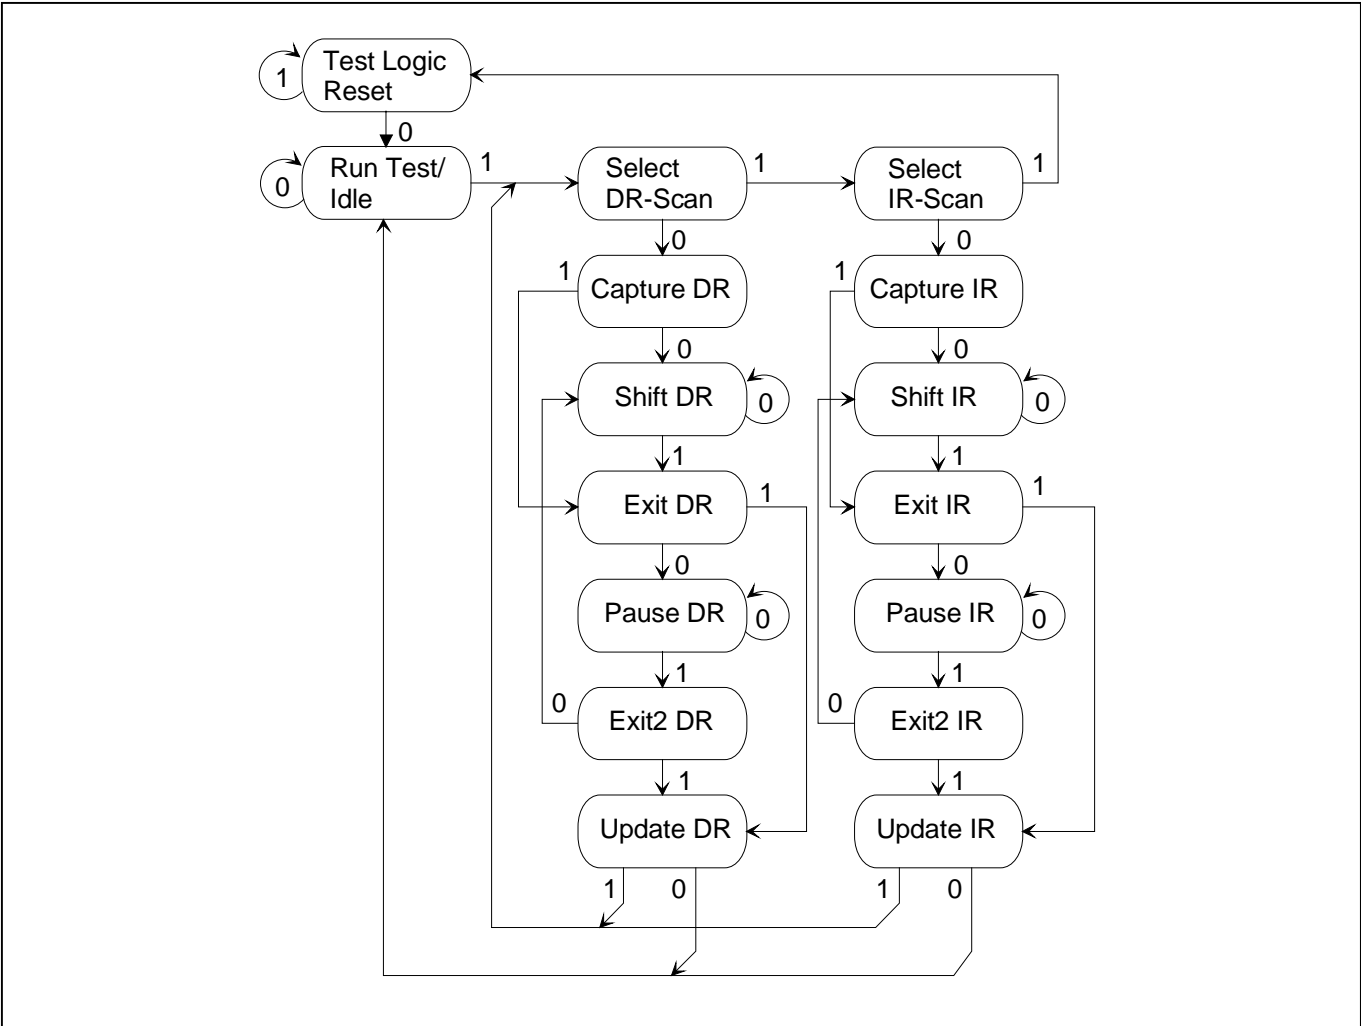 Test Logic
Reset
1
0
Run Test/
Idle
0
1
Select
DR-Scan
1
Select
IR-Scan
1
0
0
1
Capture DR
1
Capture IR
0
0
Shift DR
0
Shift IR
0
1
1
Exit DR
1
Exit IR
1
0
0
Pause DR
0
Pause IR
0
1
1
0
Exit2 DR
0
Exit2 IR
1
1
Update DR
Update IR
1
0
1
0